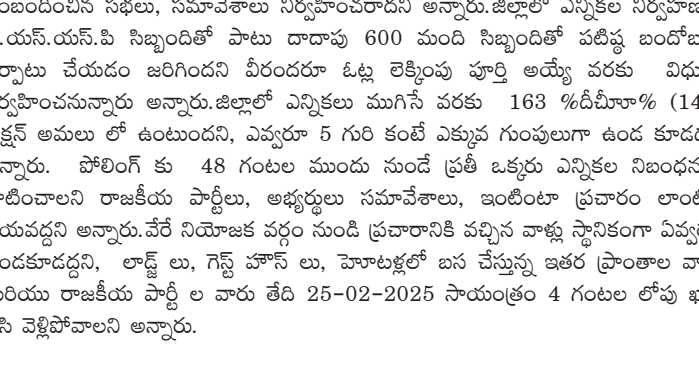 ంబంధించిన సభలు, సమావేశాలు నిర్వహించరాదని అన్నారు.జిల్లాలో ఎన్నికల నిర్వహణ
.యస్.యస్.పి సిబ్బందితో పాటు దాదాపు 600 మంది సిబ్బందితో పటిష్ఠ బందోబ
ర్పాటు చేయడం జరిగిందని వీరందరూ ఓట్ల లెక్కింపు పూర్తి అయ్యే వరకు విధు
ర్వహించనున్నారు అన్నారు.జిల్లాలో ఎన్నికలు ముగిసే వరకు 163 %దీచీూూ% (14
క్షన్ అమలు లో ఉంటుందని, ఎవ్వరూ 5 గురి కంటే ఎక్కువ గుంపులుగా ఉండ కూడద
న్నారు. పోలింగ్ కు 48 గంటల ముందు నుండే ప్రతీ ఒక్కరు ఎన్నికల నిబంధన
ాటించాలని రాజకీయ పార్టీలు, అభ్యర్థులు సమావేశాలు, ఇంటింటా ప్రచారం లాంట
యవద్దని అన్నారు.వేరే నియోజక వర్గం నుండి ప్రచారానికి వచ్చిన వాళ్లు స్థానికంగా ఏవ్వర
ండకూడద్దని, లాడ్జ్ లు, గెస్ట్ హౌస్ లు, హెూటళ్లలో బస చేస్తున్న ఇతర ప్రాంతాల వా
రియు రాజకీయ పార్టీ ల వారు తేది 25-02-2025 సాయంత్రం 4 గంటల లోపు ఖ
సి వెళ్లిపోవాలని అన్నారు.